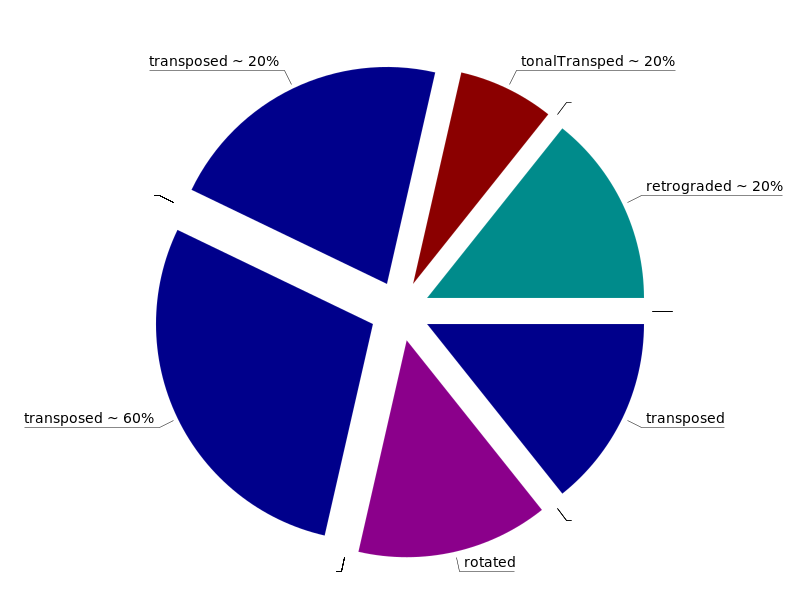 transposed ~ 20%
tonalTransped ~ 20%
retrograded ~ 20%
transposed ~ 60%
transposed
rotated